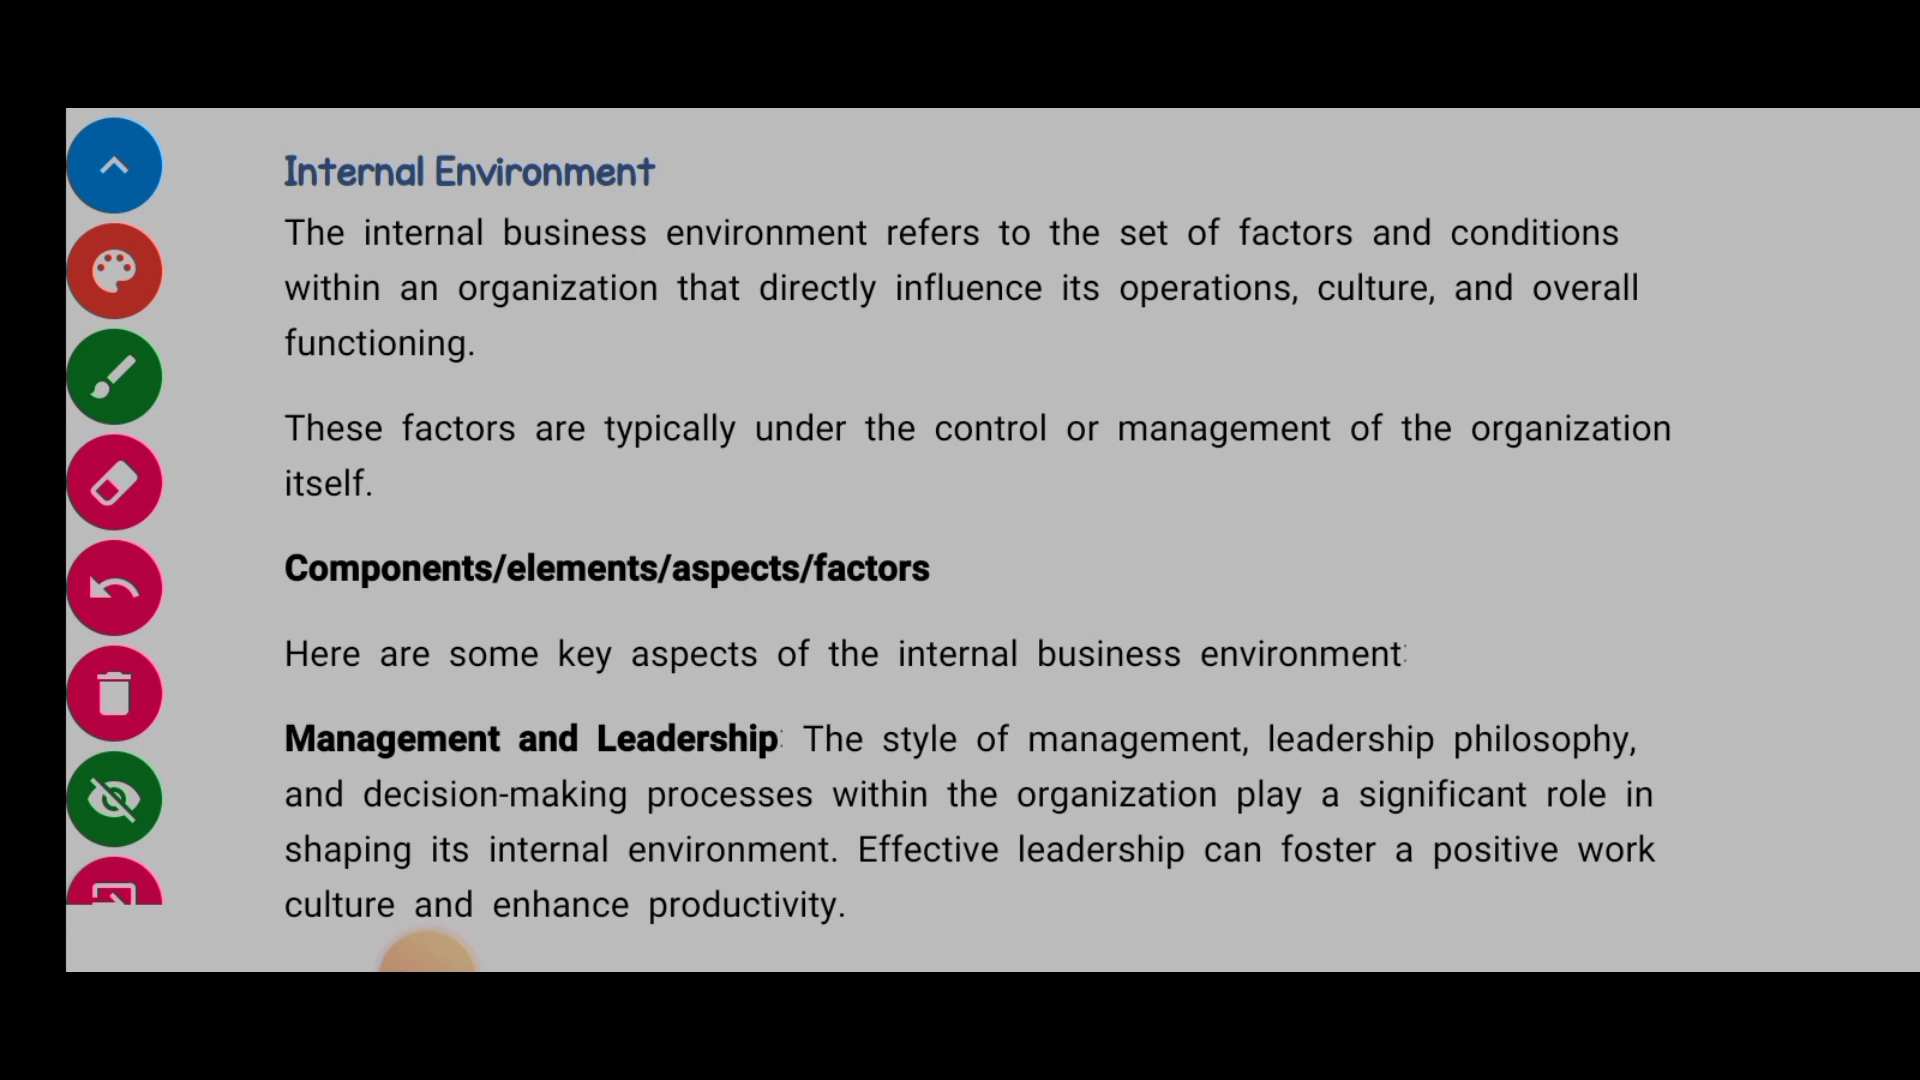 Internal Environment
The internal business environment refers to the set of factors and conditions
within an organization that directly influence its operations, culture, and overall
functioning.
These factors are typically under the control or management of the organization
itself.
Components/elements/aspects/factors
Here are some key aspects of the internal business environment:
Management and Leadership: The style of management, leadership philosophy,
and decision-making processes within the organization play a significant role in
shaping its internal environment. Effective leadership can foster a positive work
culture and enhance productivity.